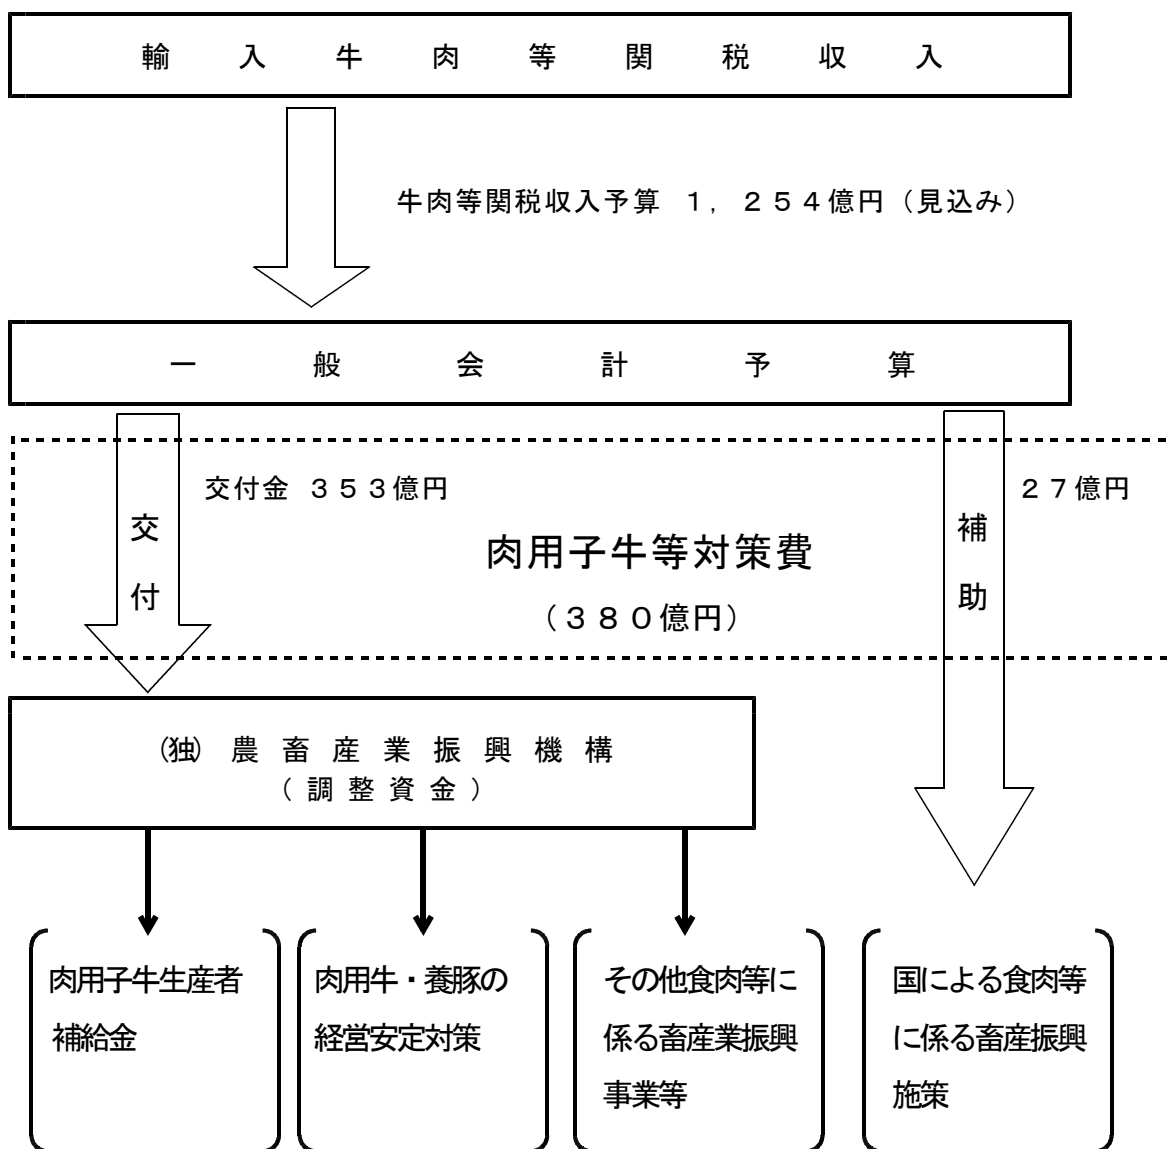 輸入牛肉等関税収入
牛肉等関税収入予算 １，２５４億円（見込み）
一般会計予算
交付金 ３５３億円
２７億円
交付
補助
肉用子牛等対策費
（３８０億円）
(独) 農畜産業振興機構
（調整資金）
肉用子牛生産者
補給金
肉用牛・養豚の
経営安定対策
その他食肉等に
係る畜産業振興
事業等
国による食肉等
に係る畜産振興
施策